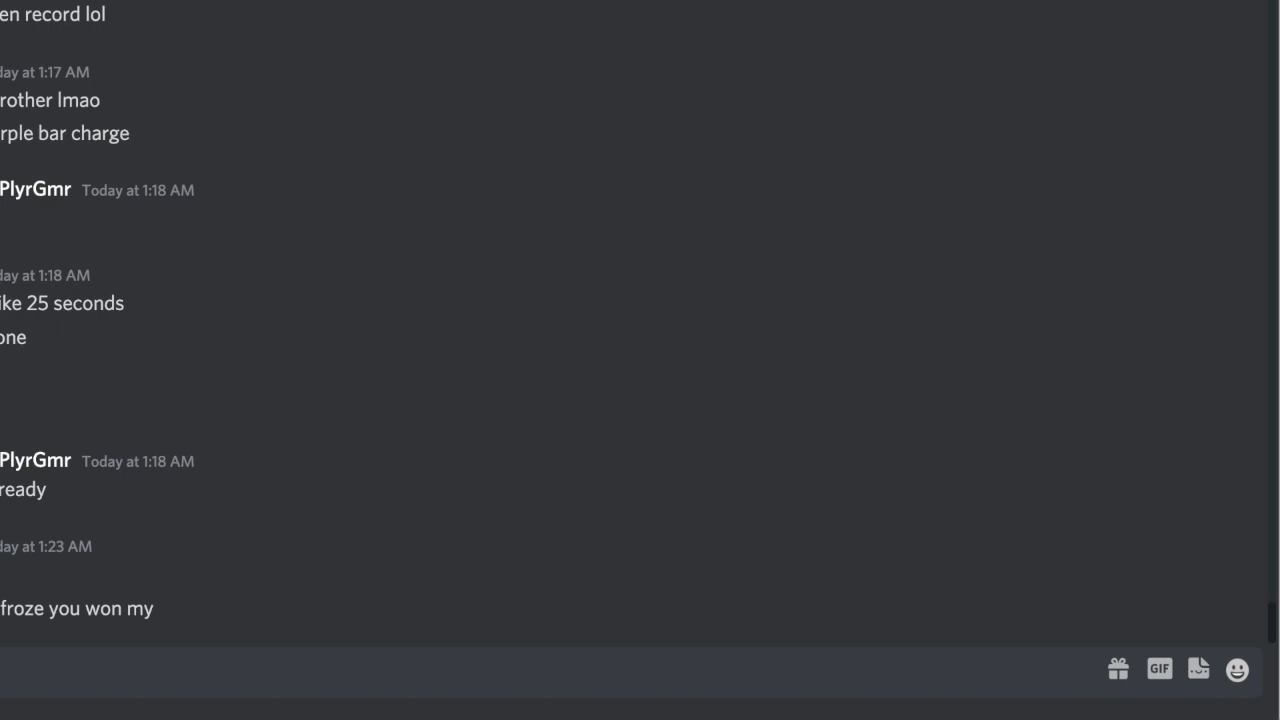 en record lol
day at 1:17 AM
rother lmao
rple bar charge
PlyrGmr Today at 1:18 AM
day at 1:18 AM
ike 25 seconds
one
PlyrGmr Today at 1:18 AM
ready
day at 1:23 AM
froze you won my
GIF